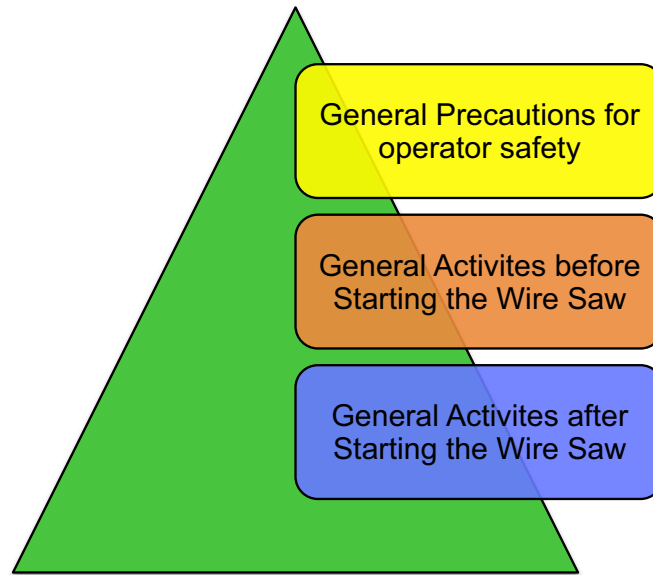 General Precautions for
operator safety
General Activites before
Starting the Wire Saw
General Activites after
Starting the Wire Saw